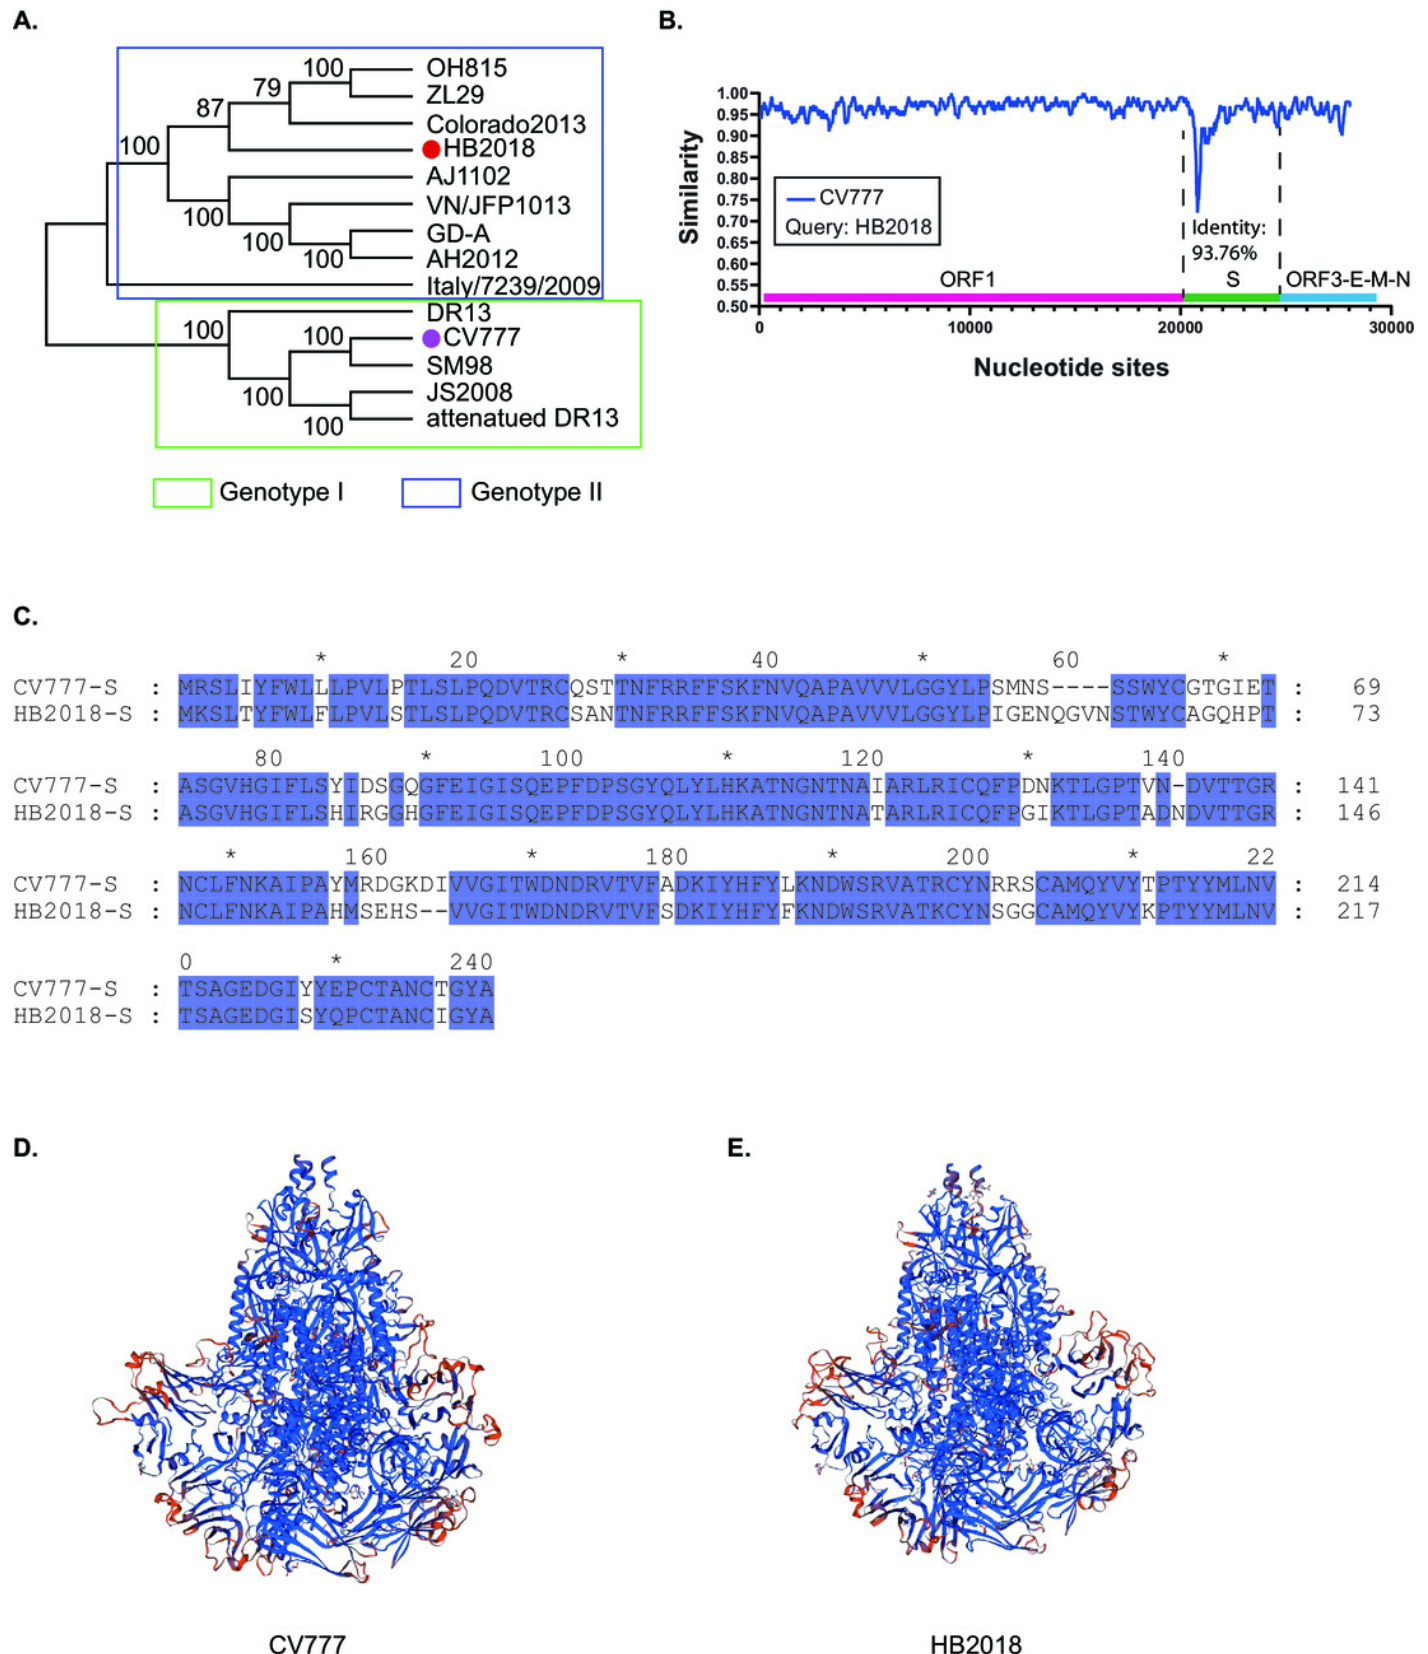 A.
100
OH815
79
ZL29
87
Colorado2013
100
HB2018
AJ1102
100
VN/JFP1013
100
GD-A
100
AH2012
Italy/7239/2009
DR13
100
100
CV777
SM98
100
JS2008
100
attenatued DR13
Genotype I
Genotype II
B.
Similarity
1.00
0.95
0.90
0.85
0.80
0.75
0.70
0.65
0.60
0.55
0.50
CV777
Query: HB2018
Identity:
93.76%
ORF1
S
ORF3-E-M-N
0
10000
20000
30000
Nucleotide sites
C.
* 20 * 40 * 60 *
CV777-S : MRSLIYFWLLLPVLPTLSLPQDVTRCQSTTNFRRFFSKFNVQAPAVVVLGGYLPSMNS----SSWYCGTGIET : 69
HB2018-S : MKSLTYFWLFLPVLSTLSLPQDVTRCSANTNFRRFFSKFNVQAPAVVVLGGYLPIGENQGVNSTWYCAGQHPT : 73
80 * 100 * 120 * 140
CV777-S : ASGVHGIFLSYIDSGQGFEIGISQEPFDPSGYQLYLHKATNGNTNAIARLRICQFPDNKTLGPTVN-DVTTGR : 141
HB2018-S : ASGVHGIFLSHIRGGHGFEIGISQEPFDPSGYQLYLHKATNGNTNATARLRICQFPGIKTLGPTADNDVTTGR : 146
* 160 * 180 * 200 * 22
CV777-S : NCLFNKAIPAYMRDGKDIVVGITWDNDRVTVFADKIYHFYLKNDWSRVATRCYNRRSCAMQYVYTPTYYMLNV : 214
HB2018-S : NCLFNKAIPAHMSEHS--VVGITWDNDRVTVFSDKIYHFYFKNDWSRVATKCYNSGGCAMQYVYKPTYYMLNV : 217
0 * 240
CV777-S : TSAGEDGIYYEPCTANCTGYA
HB2018-S : TSAGEDGISYQPCTANCIGYA
D.
E.
CV777
HB2018